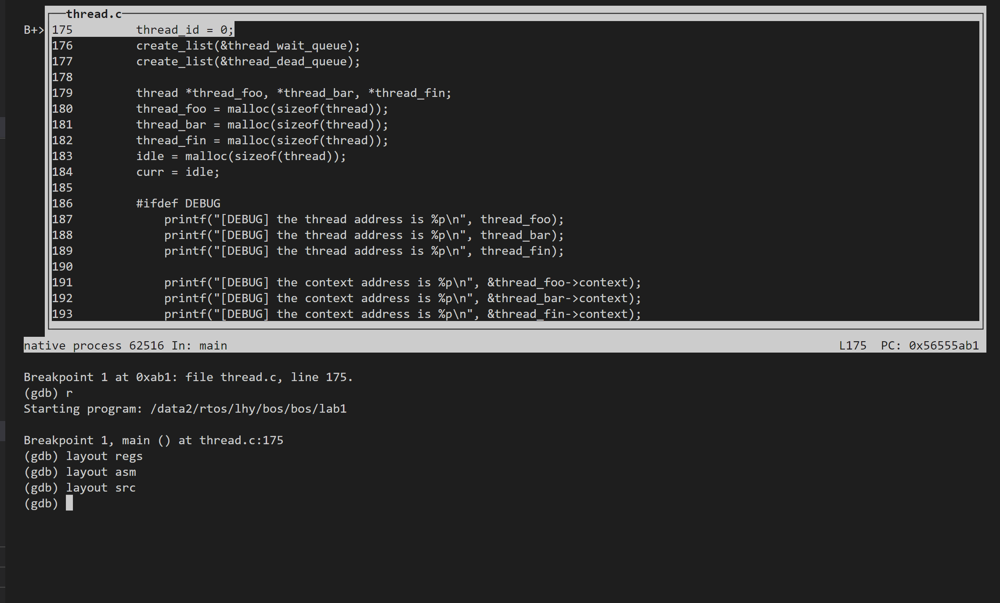 thread.c
B+> 175         thread_id = 0;
176         create_list(&thread_wait_queue);
177         create_list(&thread_dead_queue);
178
179         thread *thread_foo, *thread_bar, *thread_fin;
180         thread_foo = malloc(sizeof(thread));
181         thread_bar = malloc(sizeof(thread));
182         thread_fin = malloc(sizeof(thread));
183         idle = malloc(sizeof(thread));
184         curr = idle;
185
186         #ifdef DEBUG
187             printf("[DEBUG] the thread address is %p\n", thread_foo);
188             printf("[DEBUG] the thread address is %p\n", thread_bar);
189             printf("[DEBUG] the thread address is %p\n", thread_fin);
190
191             printf("[DEBUG] the context address is %p\n", &thread_foo->context);
192             printf("[DEBUG] the context address is %p\n", &thread_bar->context);
193             printf("[DEBUG] the context address is %p\n", &thread_fin->context);
native process 62516 In: main                    L175  PC: 0x56555ab1
Breakpoint 1 at 0xab1: file thread.c, line 175.
(gdb) r
Starting program: /data2/rtos/lhy/bos/bos/lab1
Breakpoint 1, main () at thread.c:175
(gdb) layout regs
(gdb) layout asm
(gdb) layout src
(gdb)